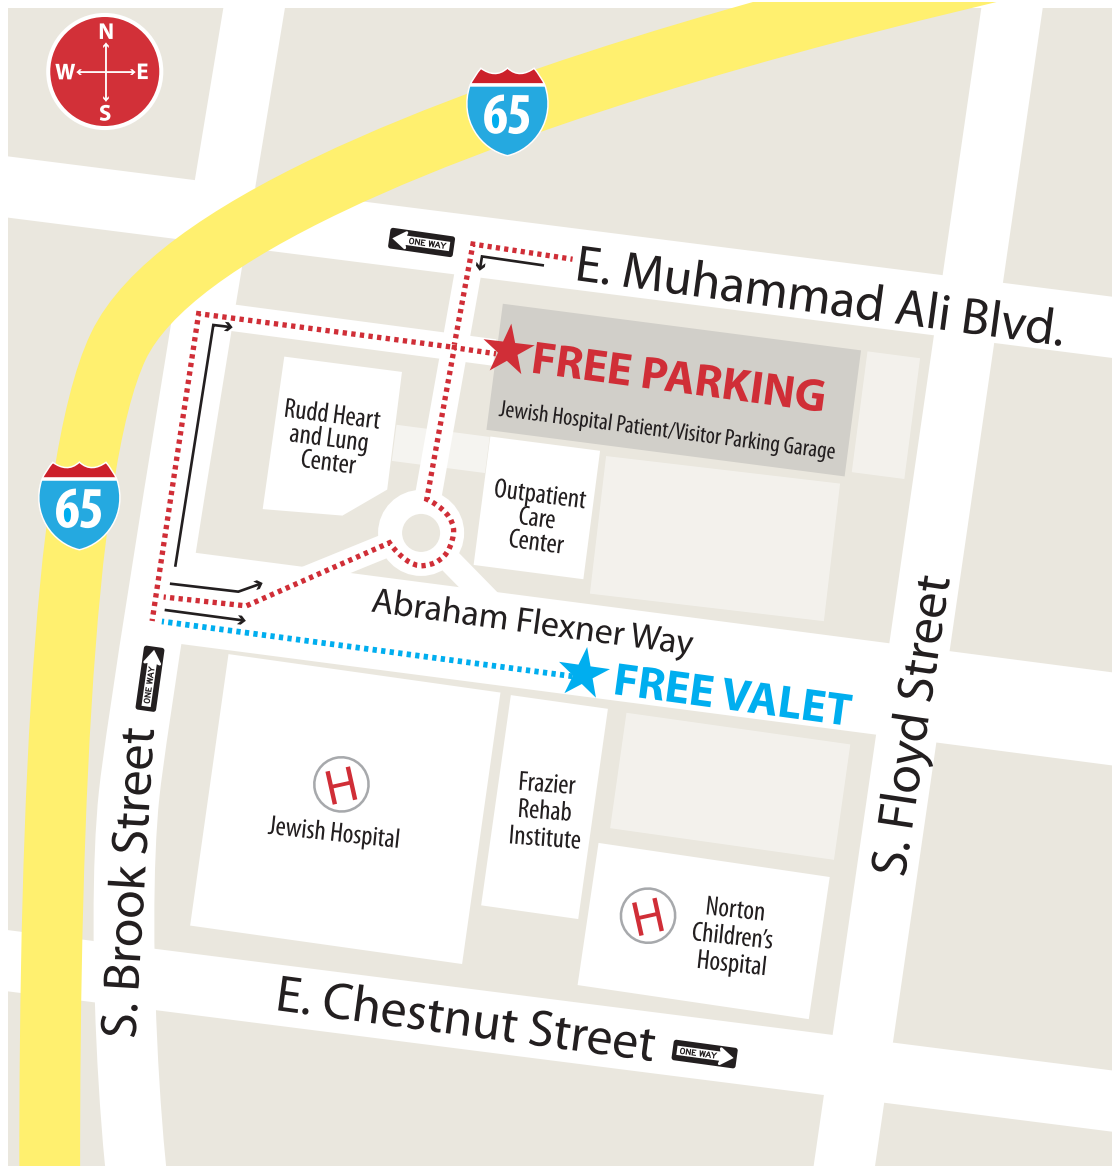 N
W E
S
65
ONE WAY
E. Muhammad Ali Blvd.
FREE PARKING
Jewish Hospital Patient/Visitor Parking Garage
Rudd Heart
and Lung
Center
65
Outpatient
Care
Center
Abraham Flexner Way
FREE VALET
ONE WAY
S. Brook Street
S. Floyd Street
H
Jewish Hospital
Frazier
Rehab
Institute
H
Norton
Children's
Hospital
E. Chestnut Street
ONE WAY